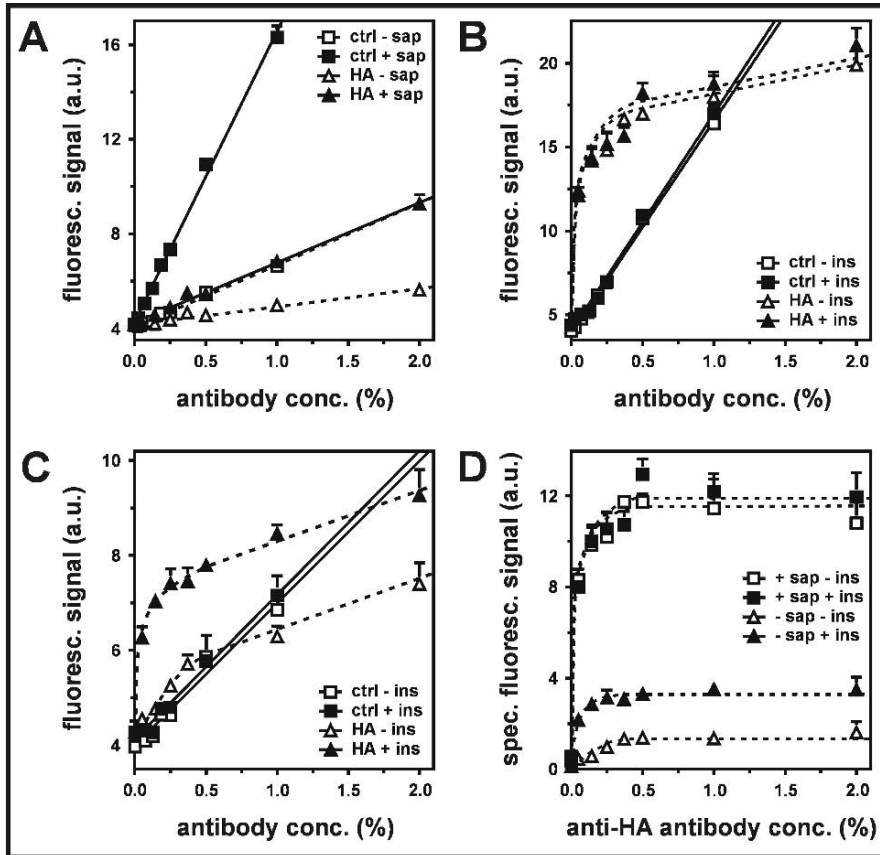 A
fluoresc. signal (a.u.)
16
12
8
4
ctrl - sap
ctrl + sap
HA - sap
HA + sap
0.0 0.5 1.0 1.5 2.0
antibody conc. (%)
B
fluoresc. signal (a.u.)
20
15
10
5
ctrl - ins
ctrl + ins
HA - ins
HA + ins
0.0 0.5 1.0 1.5 2.0
antibody conc. (%)
C
fluoresc. signal (a.u.)
10
8
6
4
ctrl - ins
ctrl + ins
HA - ins
HA + ins
0.0 0.5 1.0 1.5 2.0
antibody conc. (%)
D
spec. fluoresc. signal (a.u.)
12
8
4
0
+ sap - ins
+ sap + ins
- sap - ins
- sap + ins
0.0 0.5 1.0 1.5 2.0
anti-HA antibody conc. (%)